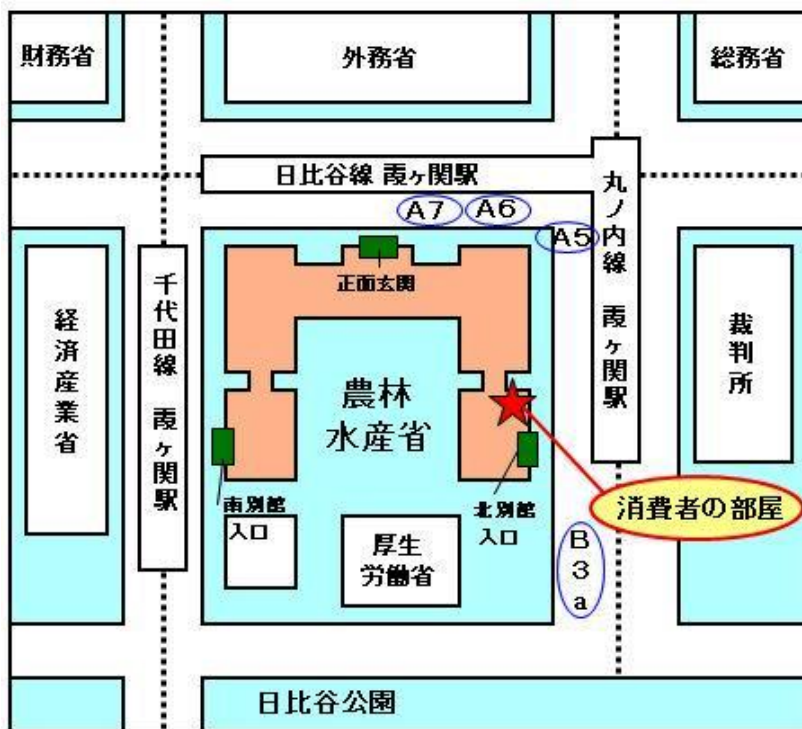 財務省
外務省
総務省
日比谷線 霞ヶ関駅
丸ノ内線 霞ヶ関駅
A7
A6
A5
正面玄関
千代田線 霞ヶ関駅
経済産業省
裁判所
農林
水産省
南別館
入口
北別館
入口
消費者の部屋
厚生
労働省
B3a
日比谷公園